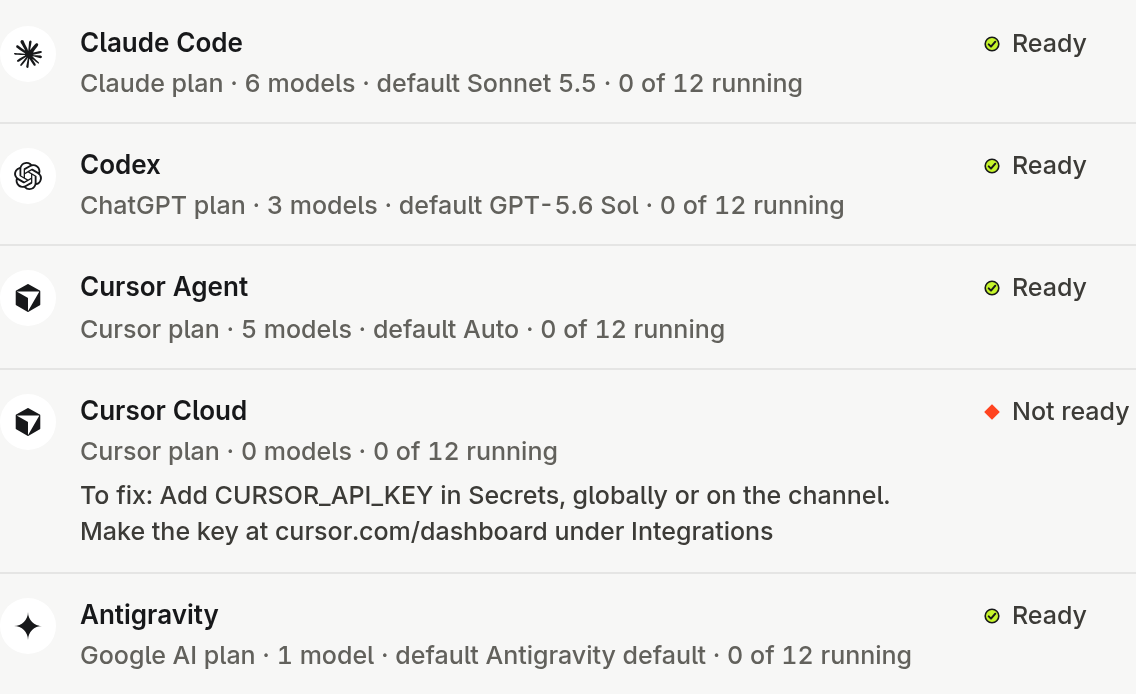 Claude Code
Ready
Claude plan · 6 models · default Sonnet 5.5 · 0 of 12 running
Codex
Ready
ChatGPT plan · 3 models · default GPT-5.6 Sol · 0 of 12 running
Cursor Agent
Ready
Cursor plan · 5 models · default Auto · 0 of 12 running
Cursor Cloud
Not ready
Cursor plan · 0 models · 0 of 12 running
To fix: Add CURSOR_API_KEY in Secrets, globally or on the channel.
Make the key at cursor.com/dashboard under Integrations
Antigravity
Ready
Google AI plan · 1 model · default Antigravity default · 0 of 12 running